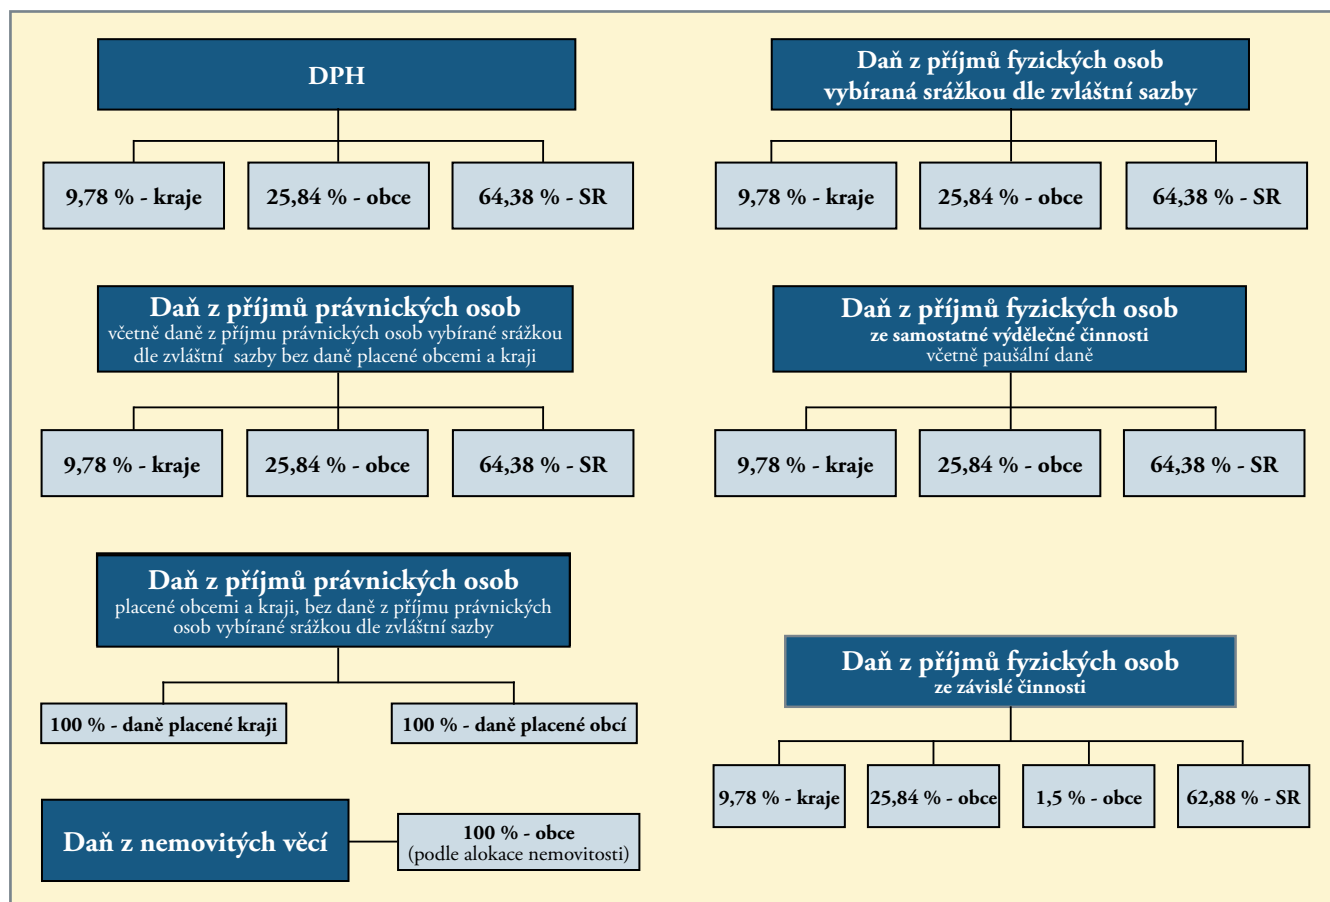 DPH
9,78 % - kraje
25,84 % - obce
64,38 % - SR
Daň z příjmů fyzických osob
vybíraná srážkou dle zvláštní sazby
9,78 % - kraje
25,84 % - obce
64,38 % - SR
Daň z příjmů právnických osob
včetně daně z příjmu právnických osob vybírané srážkou
dle zvláštní sazby bez daně placené obcemi a kraji
9,78 % - kraje
25,84 % - obce
64,38 % - SR
Daň z příjmů fyzických osob
ze samostatné výdělečné činnosti
včetně paušální daně
9,78 % - kraje
25,84 % - obce
64,38 % - SR
Daň z příjmů právnických osob
placené obcemi a kraji, bez daně z příjmu právnických
osob vybírané srážkou dle zvláštní sazby
100 % - daně placené kraji
100 % - daně placené obcí
Daň z příjmů fyzických osob
ze závislé činnosti
9,78 % - kraje
25,84 % - obce
1,5 % - obce
62,88 % - SR
Daň z nemovitých věcí
100 % - obce
(podle alokace nemovitosti)